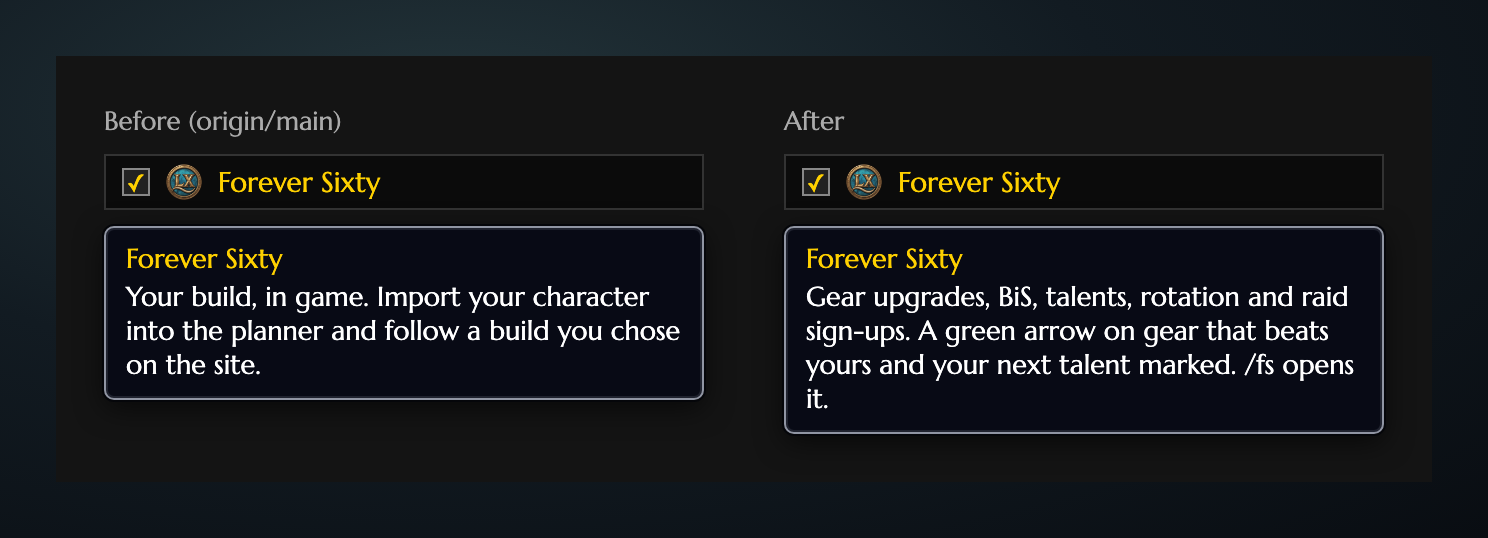 Before (origin/main)
LX
Forever Sixty
Forever Sixty
Your build, in game. Import your character
into the planner and follow a build you chose
on the site.
After
LX
Forever Sixty
Forever Sixty
Gear upgrades, BiS, talents, rotation and raid
sign-ups. A green arrow on gear that beats
yours and your next talent marked. /fs opens
it.